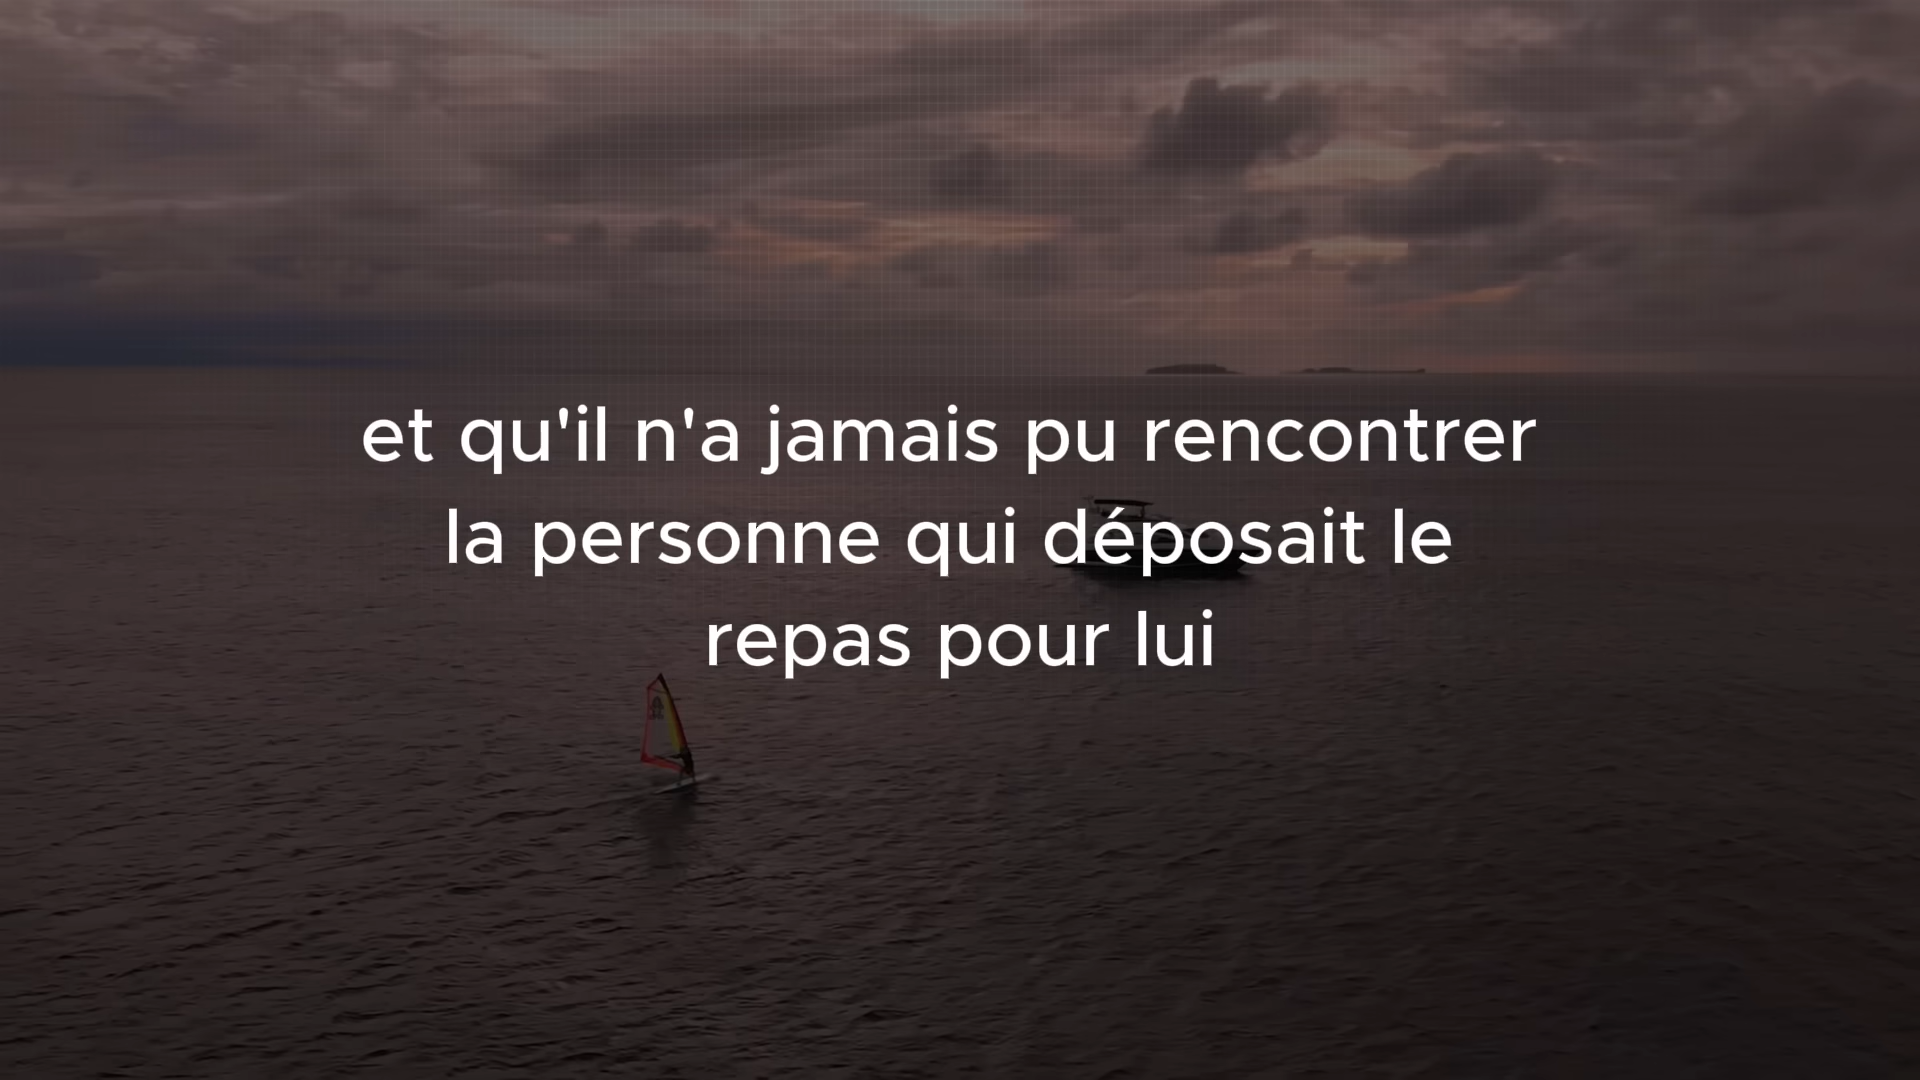 et qu'il n'a jamais pu rencontrer
la personne qui déposait le
repas pour lui